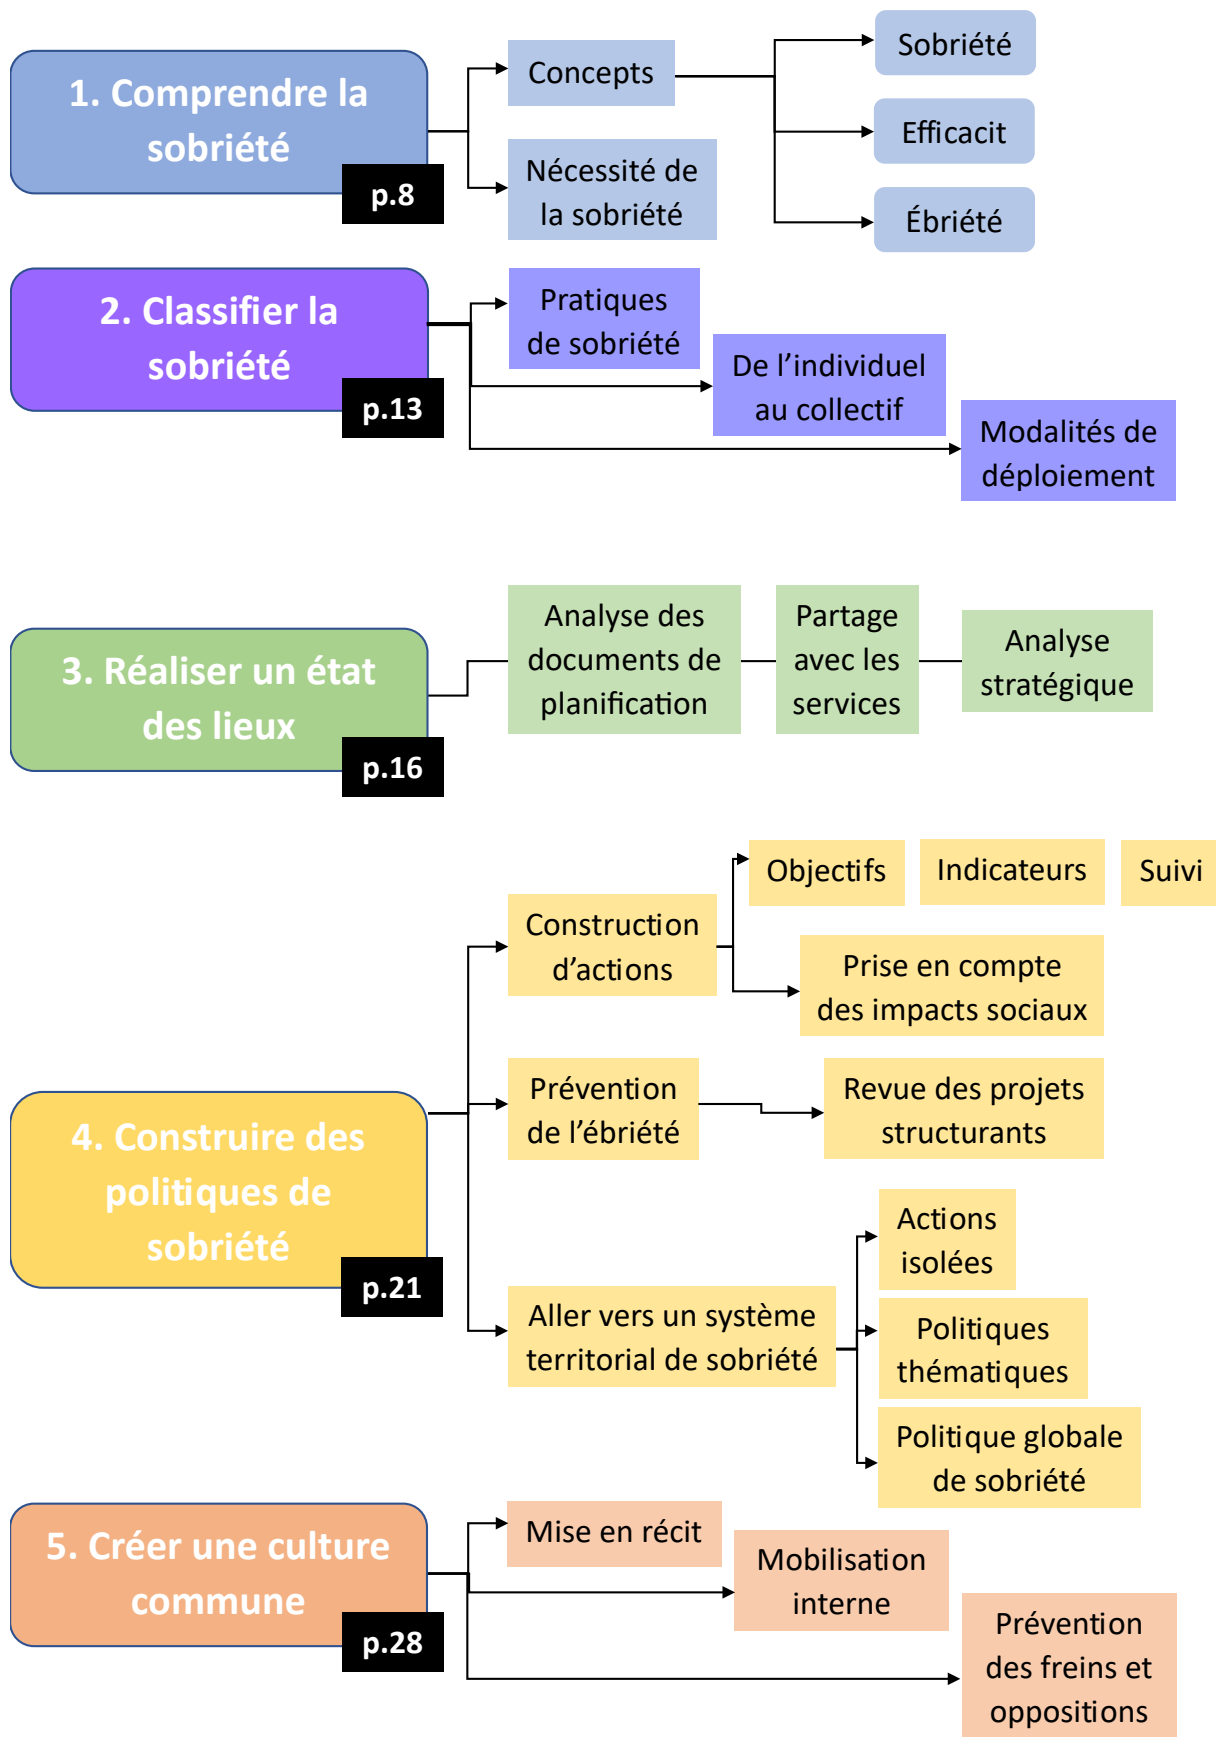 1. Comprendre la
sobriété
p.8
Concepts
Nécessité de
la sobriété
Sobriété
Efficacit
Ébriété
2. Classifier la
sobriété
p.13
Pratiques
de sobriété
De l’individuel
au collectif
Modalités de
déploiement
3. Réaliser un état
des lieux
p.16
Analyse des
documents de
planification
Partage
avec les
services
Analyse
stratégique
4. Construire des
politiques de
sobriété
p.21
Construction
d’actions
Objectifs
Indicateurs
Suivi
Prise en compte
des impacts sociaux
Prévention
de l’ébriété
Revue des projets
structurants
Aller vers un système
territorial de sobriété
Actions
isolées
Politiques
thématiques
Politique globale
de sobriété
5. Créer une culture
commune
p.28
Mise en récit
Mobilisation
interne
Prévention
des freins et
oppositions